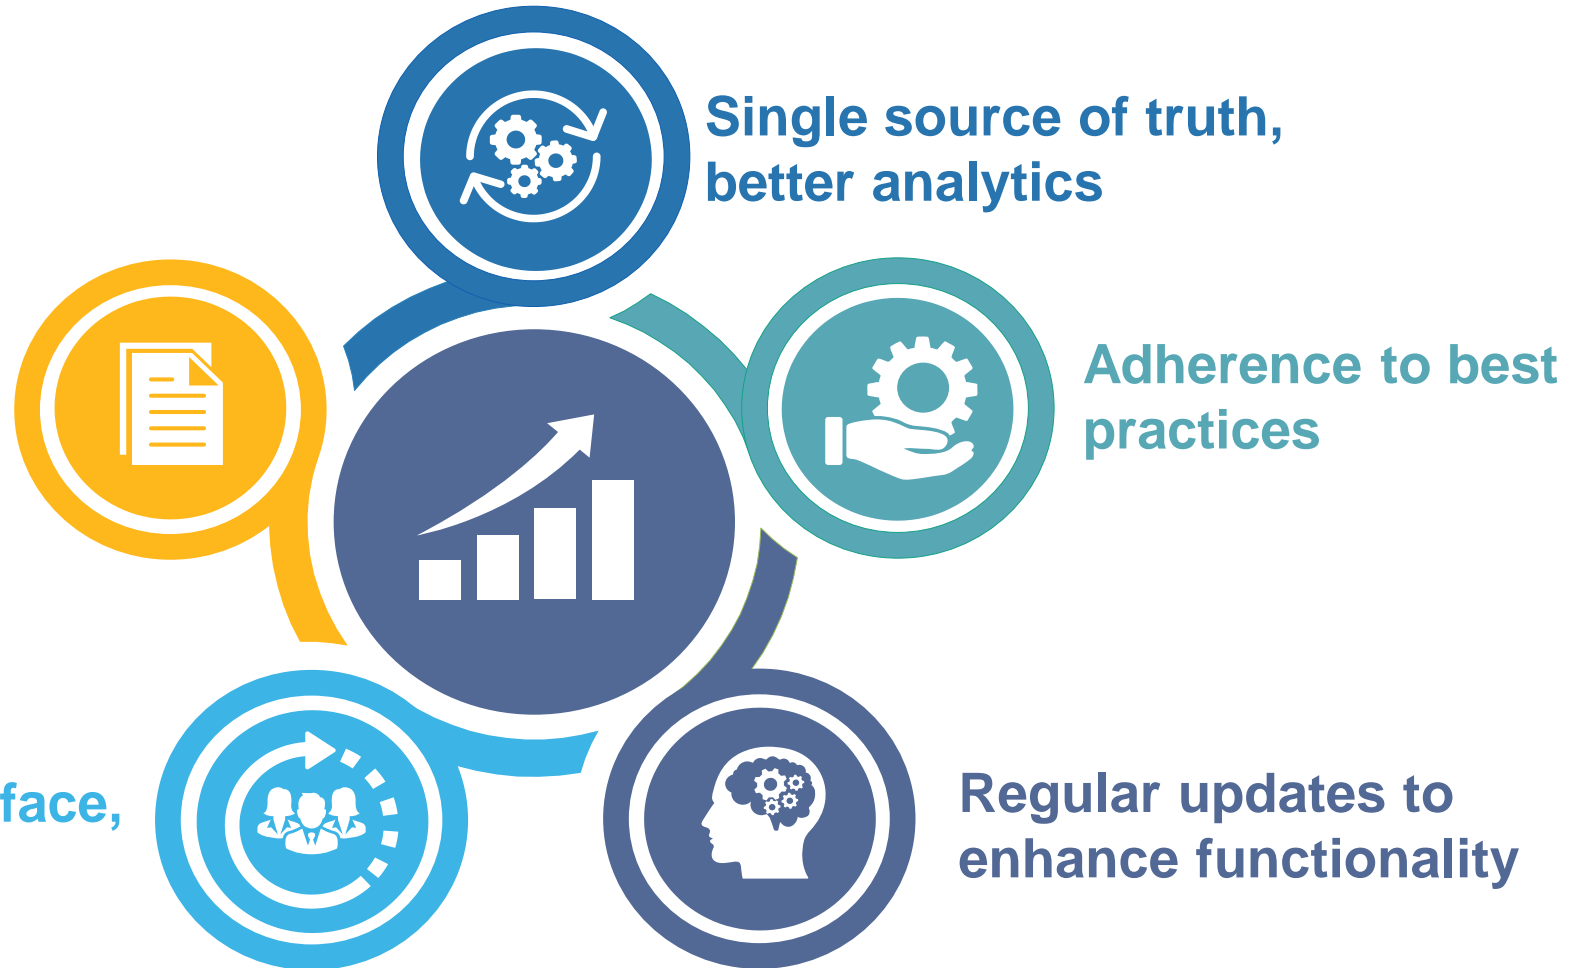 Single source of truth,
better analytics
Adherence to best
practices
face,
Regular updates to
enhance functionality